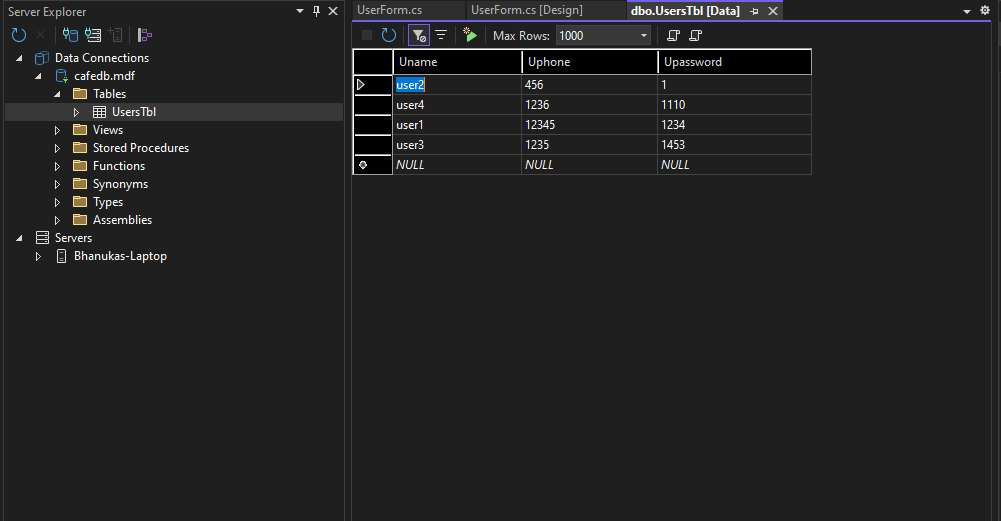 Server Explorer
Data Connections
cafedb.mdf
Tables
UsersTbl
Views
Stored Procedures
Functions
Synonyms
Types
Assemblies
Servers
Bhanukas-Laptop
UserForm.cs UserForm.cs [Design] dbo.UsersTbl [Data]
Max Rows: 1000
Uname Uphone Upassword
user2 456 1
user4 1236 1110
user1 12345 1234
user3 1235 1453
NULL NULL NULL